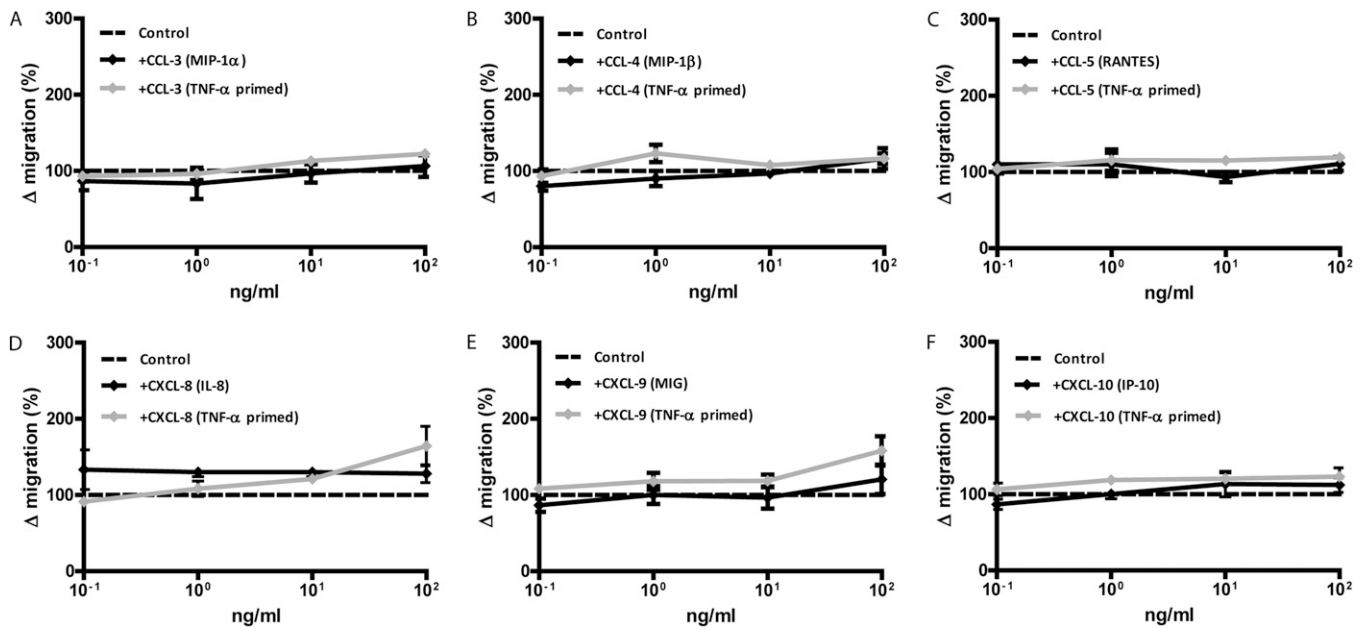 A
300
200
100
0
Δ migration (%)
Control
+CCL-3 (MIP-1α)
+CCL-3 (TNF-α primed)
10⁻¹ 10⁰ 10¹ 10²
ng/ml
B
300
200
100
0
Δ migration (%)
Control
+CCL-4 (MIP-1β)
+CCL-4 (TNF-α primed)
10⁻¹ 10⁰ 10¹ 10²
ng/ml
C
300
200
100
0
Δ migration (%)
Control
+CCL-5 (RANTES)
+CCL-5 (TNF-α primed)
10⁻¹ 10⁰ 10¹ 10²
ng/ml
D
300
200
100
0
Δ migration (%)
Control
+CXCL-8 (IL-8)
+CXCL-8 (TNF-α primed)
10⁻¹ 10⁰ 10¹ 10²
ng/ml
E
300
200
100
0
Δ migration (%)
Control
+CXCL-9 (MIG)
+CXCL-9 (TNF-α primed)
10⁻¹ 10⁰ 10¹ 10²
ng/ml
F
300
200
100
0
Δ migration (%)
Control
+CXCL-10 (IP-10)
+CXCL-10 (TNF-α primed)
10⁻¹ 10⁰ 10¹ 10²
ng/ml